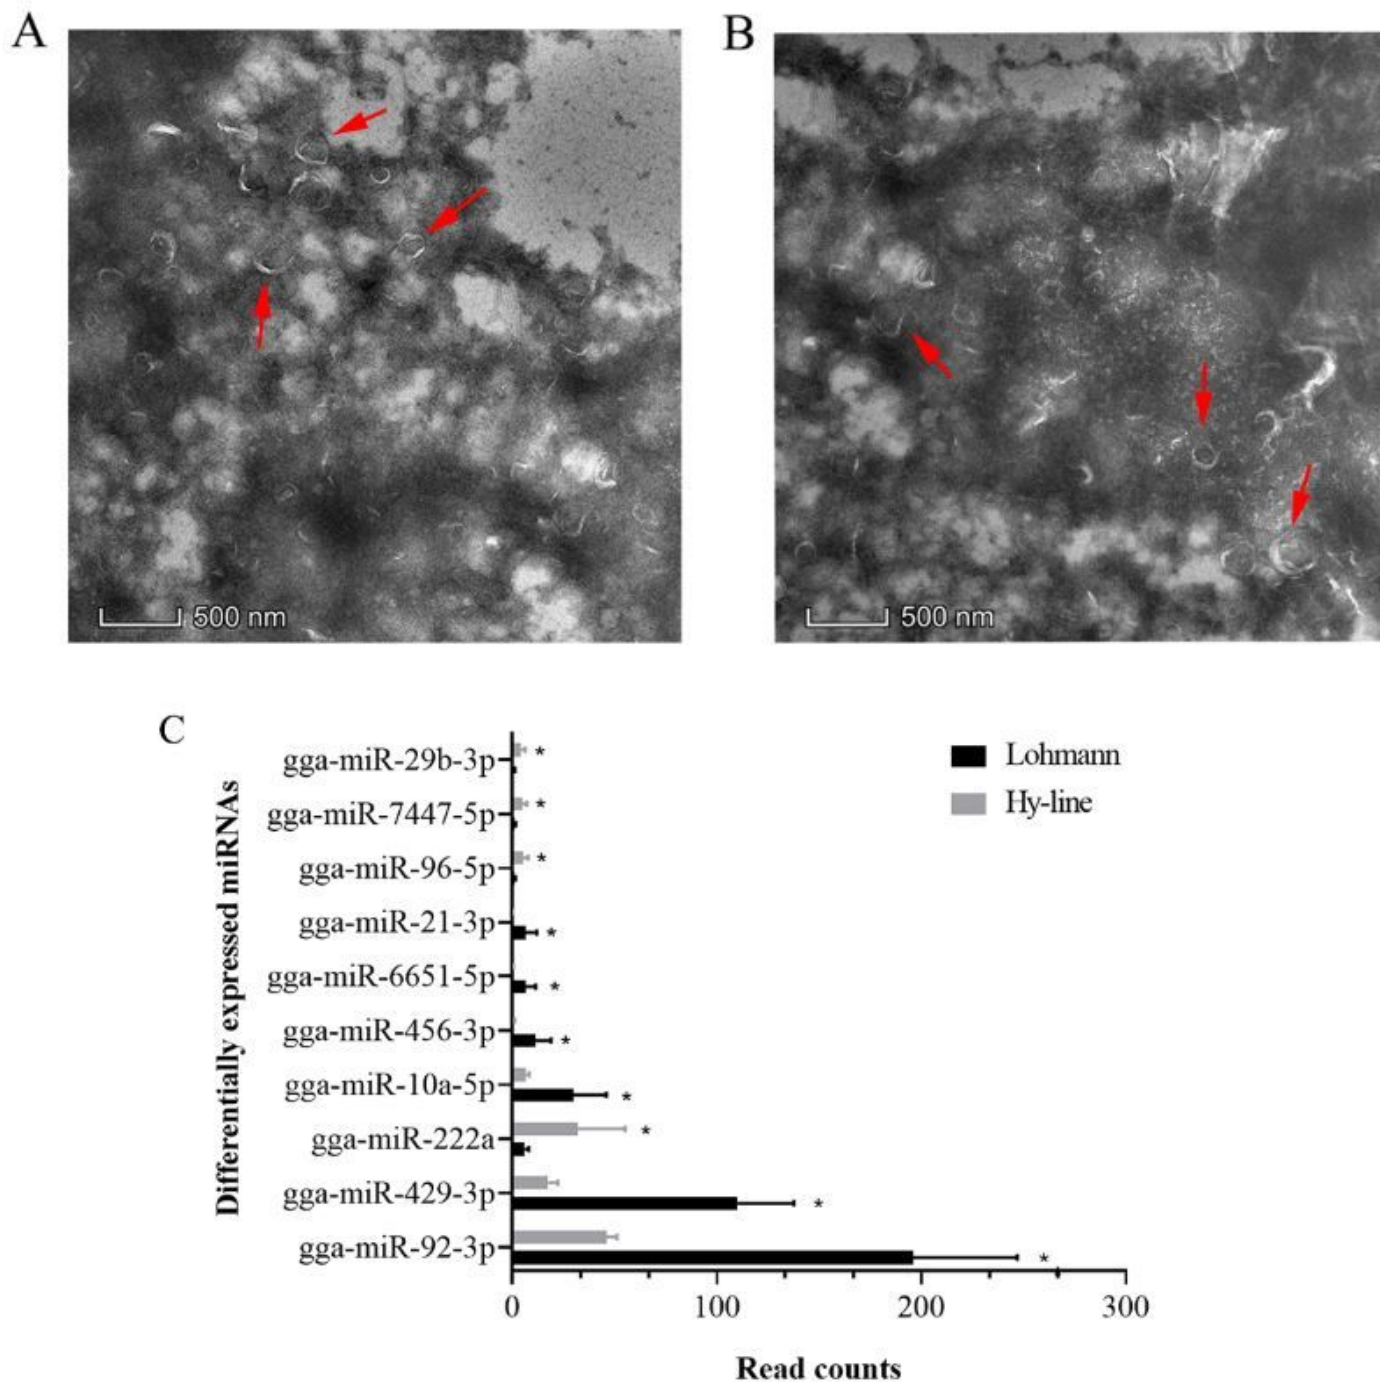 A
B
500 nm
500 nm
C
Lohmann
Hy-line
Differentially expressed miRNAs
gga-miR-29b-3p
*
gga-miR-7447-5p
*
gga-miR-96-5p
*
gga-miR-21-3p
*
gga-miR-6651-5p
*
gga-miR-456-3p
*
gga-miR-10a-5p
*
gga-miR-222a
*
gga-miR-429-3p
*
gga-miR-92-3p
*
0 100 200 300
Read counts